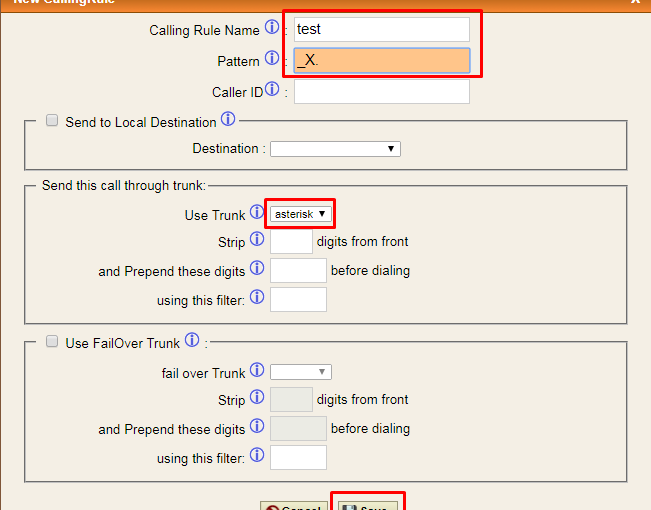 New CallingRule X
Calling Rule Name i : test
Pattern i : _X.
Caller ID i :
Send to Local Destination i
Destination :
Send this call through trunk:
Use Trunk i asterisk
Strip i digits from front
and Prepend these digits i before dialing
using this filter: i
Use FailOver Trunk i :
fail over Trunk i
Strip i digits from front
and Prepend these digits i before dialing
using this filter: i
Cancel Save